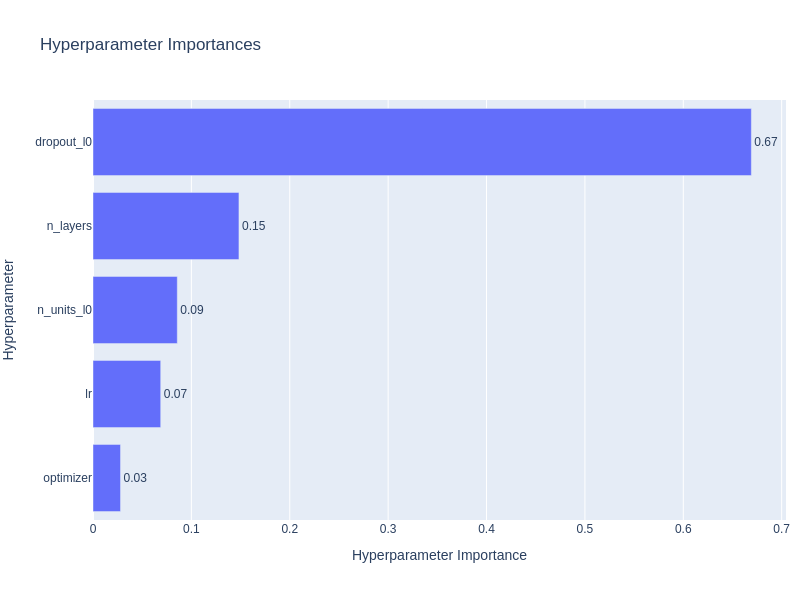 Hyperparameter Importances
Hyperparameter
dropout_l0 0.67
n_layers 0.15
n_units_l0 0.09
lr 0.07
optimizer 0.03
0 0.1 0.2 0.3 0.4 0.5 0.6 0.7
Hyperparameter Importance